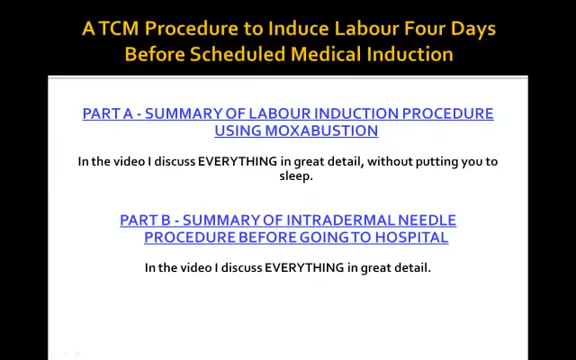 A TCM Procedure to Induce Labour Four Days
Before Scheduled Medical Induction
PART A - SUMMARY OF LABOUR INDUCTION PROCEDURE
USING MOXABUSTION
In the video I discuss EVERYTHING in great detail, without putting you to
sleep.
PART B - SUMMARY OF INTRADERMAL NEEDLE
PROCEDURE BEFORE GOING TO HOSPITAL
In the video I discuss EVERYTHING in great detail.